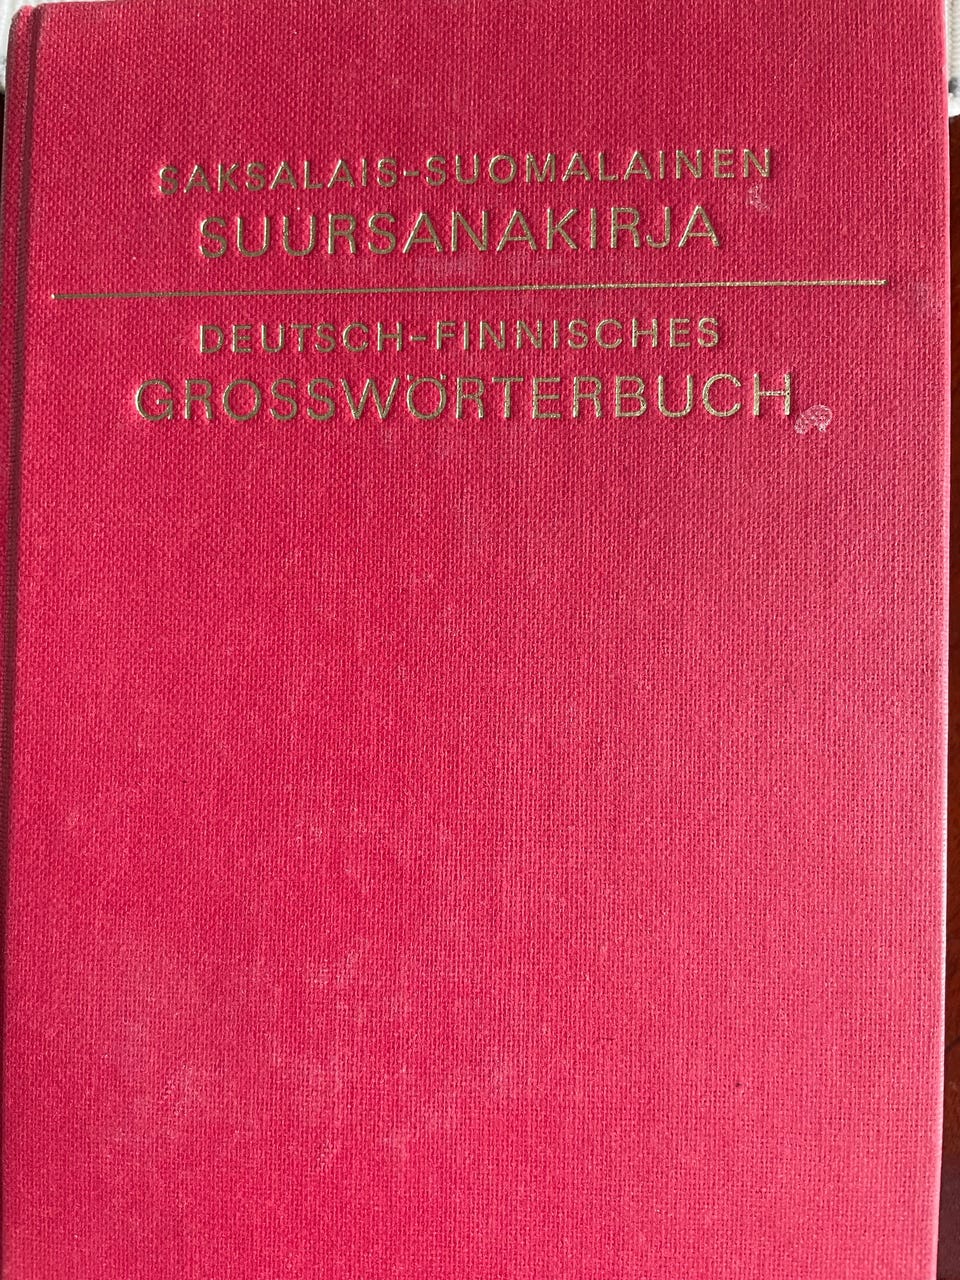 SAKSALAIS-SUOMALAINEN
SUURSANAKIRJA
DEUTSCH-FINNISCHES
GROSSWÖRTERBUCH